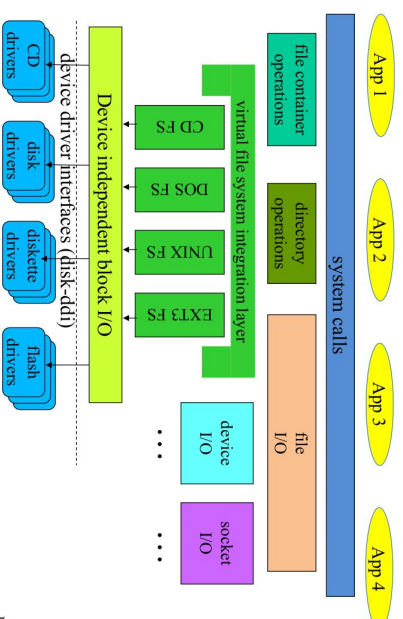 App 1
App 2
App 3
App 4
system calls
file container
operations
directory
operations
file
I/O
virtual file system integration layer
CD FS
DOS FS
UNIX FS
EXT3 FS
device
I/O
socket
I/O
...
...
Device independent block I/O
device driver interfaces (disk-ddi)
CD
drivers
disk
drivers
diskette
drivers
flash
drivers